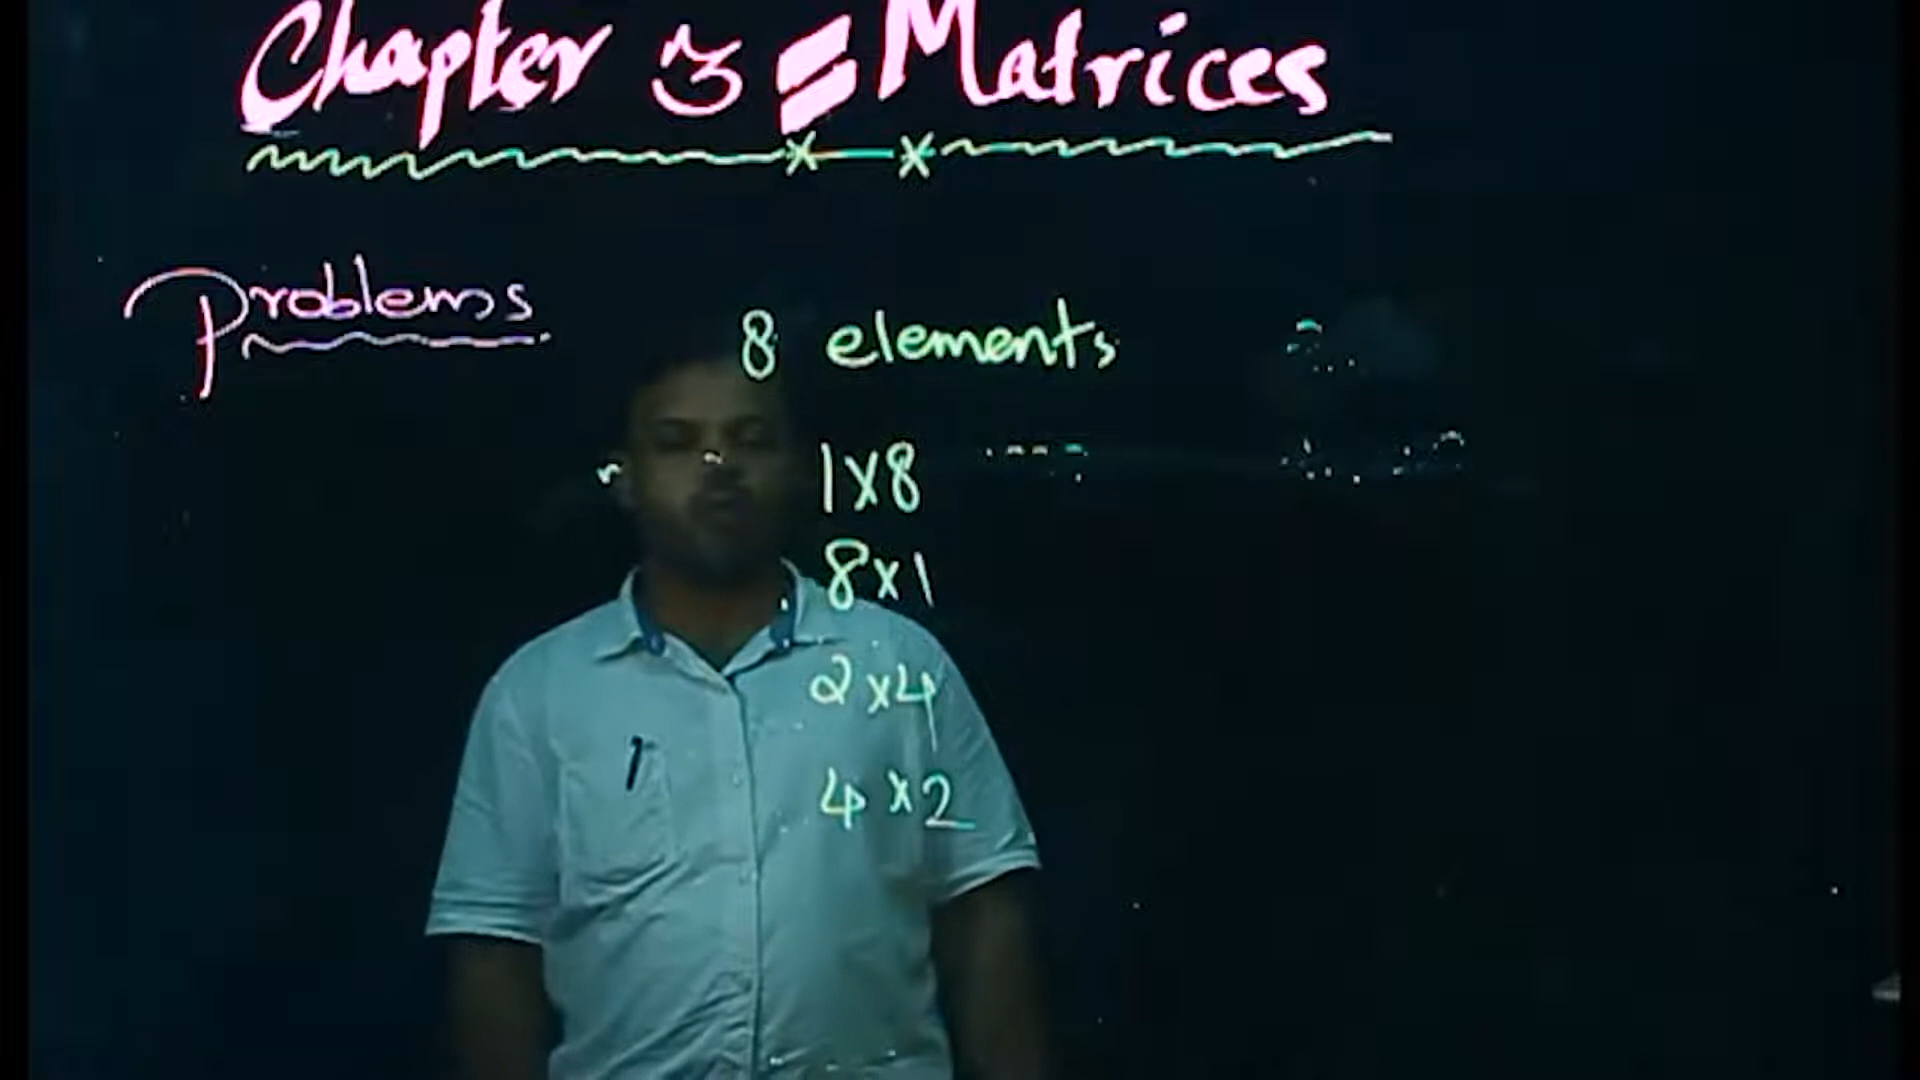 Chapter 3 = Matrices
Problems
8 elements
1x8
8x1
2x4
4x2